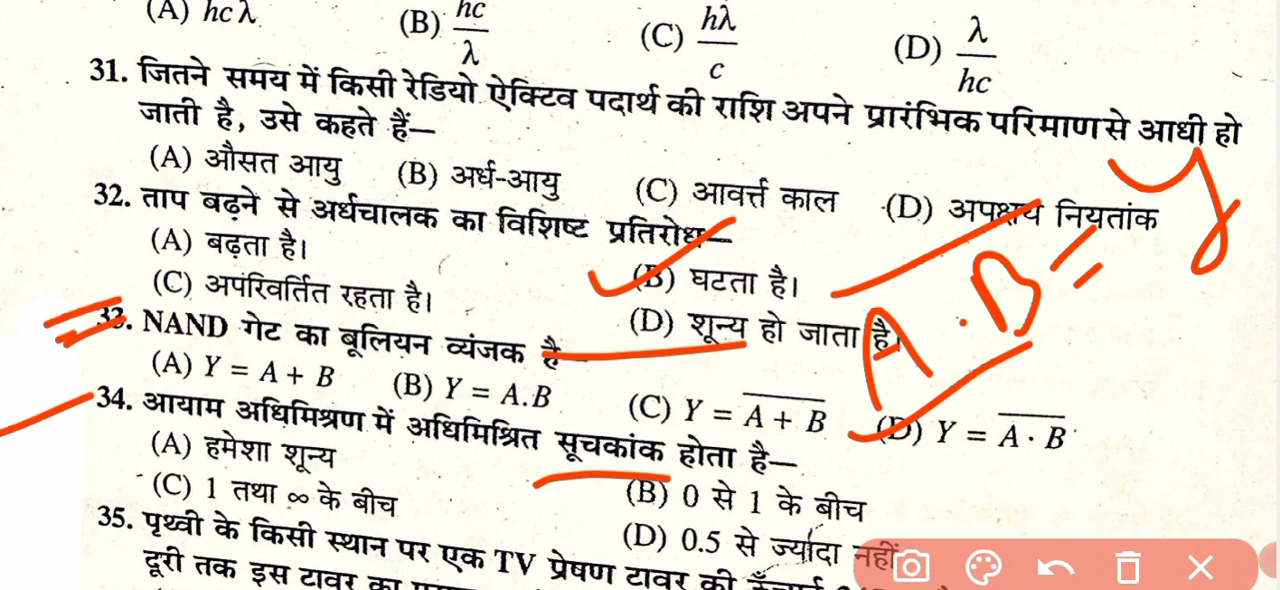 (A) hcλ (B) hc/λ (C) hλ/c (D) λ/hc
31. जितने समय में किसी रेडियो ऐक्टिव पदार्थ की राशि अपने प्रारंभिक परिमाण से आधी हो
जाती है, उसे कहते हैं—
(A) औसत आयु (B) अर्ध-आयु (C) आवर्त्त काल (D) अपक्षय नियतांक
32. ताप बढ़ने से अर्धचालक का विशिष्ट प्रतिरोध—
(A) बढ़ता है। (B) घटता है।
(C) अपरिवर्तित रहता है। (D) शून्य हो जाता है।
A . B = y
33. NAND गेट का बूलियन व्यंजक है
(A) Y = A + B (B) Y = A.B (C) Y = \overline{A + B} (D) Y = \overline{A · B}
34. आयाम अधिमिश्रण में अधिमिश्रित सूचकांक होता है—
(A) हमेशा शून्य (B) 0 से 1 के बीच
(C) 1 तथा ∞ के बीच (D) 0.5 से ज्यादा नहीं
35. पृथ्वी के किसी स्थान पर एक TV प्रेषण टावर की ऊँचाई
दूरी तक इस टावर का